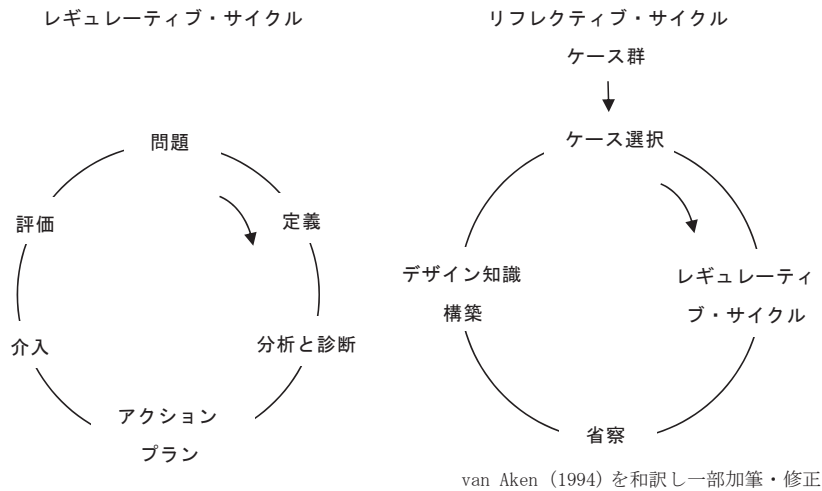 レギュレーティブ・サイクル
問題
定義
分析と診断
アクション
プラン
介入
評価
リフレクティブ・サイクル
ケース群
ケース選択
レギュレーティ
ブ・サイクル
省察
デザイン知識
構築
van Aken (1994) を和訳し一部加筆・修正